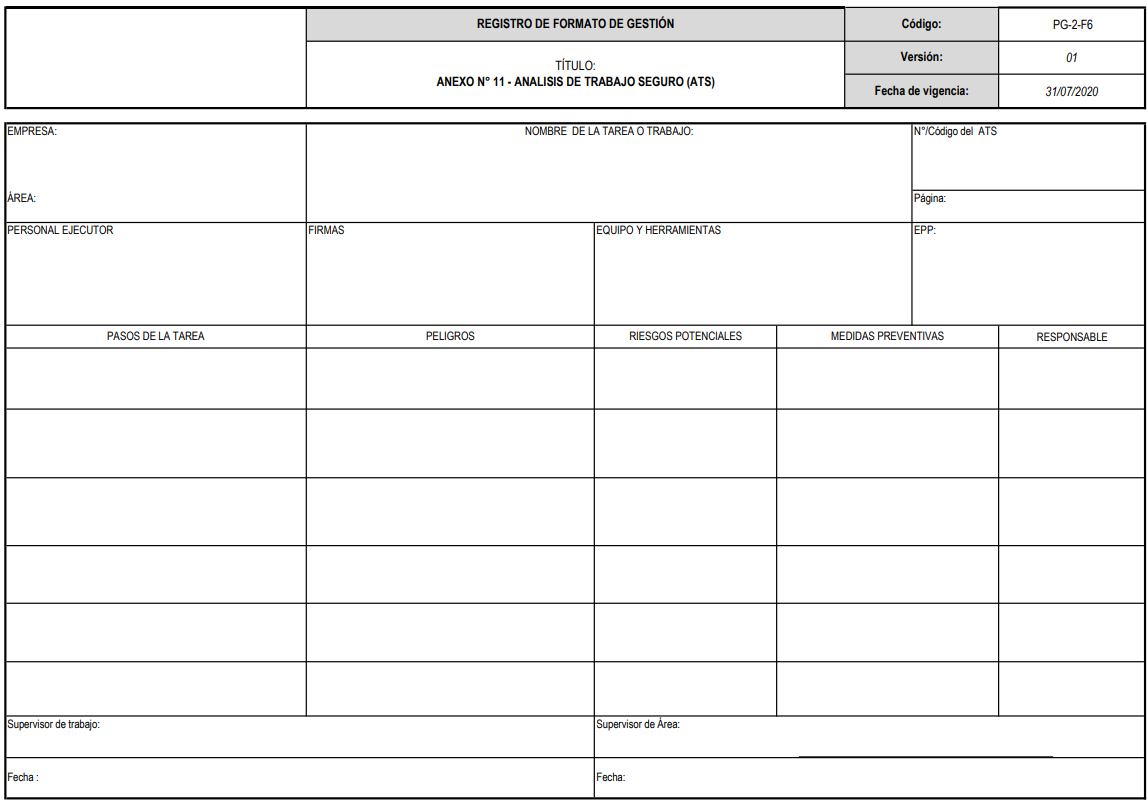 REGISTRO DE FORMATO DE GESTIÓN
Código:
PG-2-F6
TÍTULO:
ANEXO N° 11 - ANALISIS DE TRABAJO SEGURO (ATS)
Versión:
01
Fecha de vigencia:
31/07/2020
EMPRESA:
NOMBRE DE LA TAREA O TRABAJO:
N°/Código del ATS
ÁREA:
Página:
PERSONAL EJECUTOR
FIRMAS
EQUIPO Y HERRAMIENTAS
EPP:
PASOS DE LA TAREA
PELIGROS
RIESGOS POTENCIALES
MEDIDAS PREVENTIVAS
RESPONSABLE
Supervisor de trabajo:
Supervisor de Área:
Fecha :
Fecha: